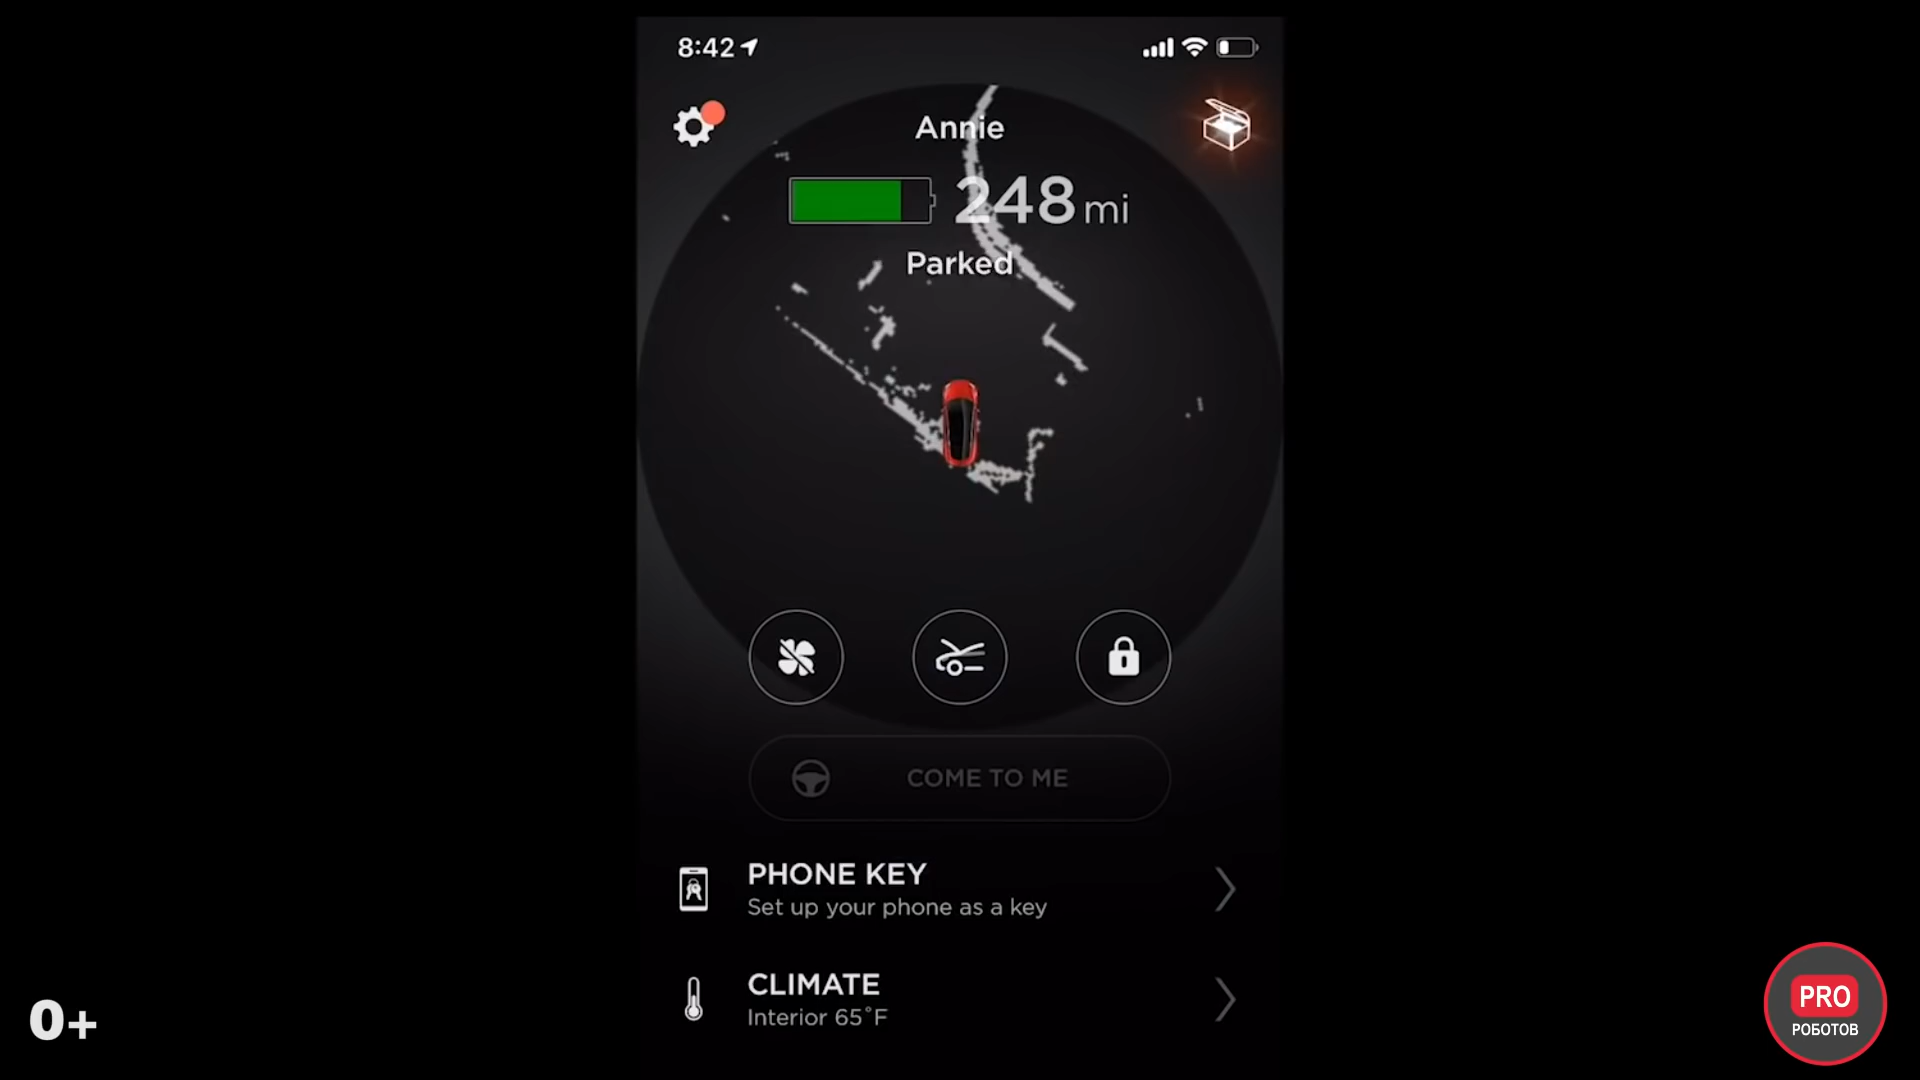 8:42
Annie
248 mi
Parked
COME TO ME
PHONE KEY
Set up your phone as a key
CLIMATE
Interior 65°F
0+
PRO
РОБОТОВ